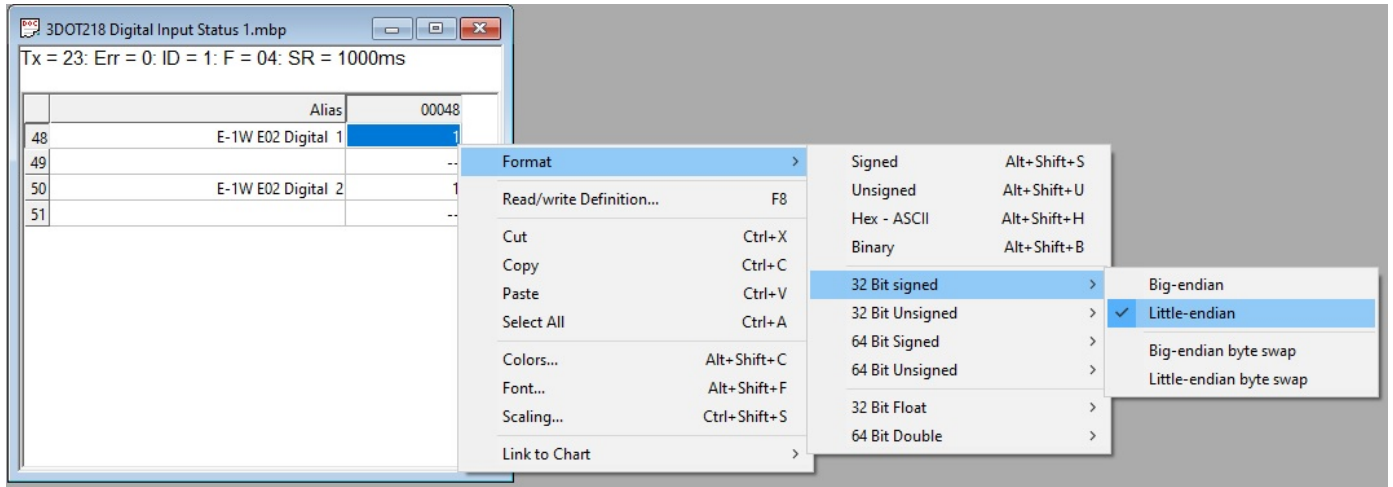 3DOT218 Digital Input Status 1.mbp
Tx = 23: Err = 0: ID = 1: F = 04: SR = 1000ms
Alias 00048
48 E-1W E02 Digital 1 1
49 --
50 E-1W E02 Digital 2 1
51 --
Format
Read/write Definition... F8
Cut Ctrl+X
Copy Ctrl+C
Paste Ctrl+V
Select All Ctrl+A
Colors... Alt+Shift+C
Font... Alt+Shift+F
Scaling... Ctrl+Shift+S
Link to Chart
Signed Alt+Shift+S
Unsigned Alt+Shift+U
Hex - ASCII Alt+Shift+H
Binary Alt+Shift+B
32 Bit signed
32 Bit Unsigned
64 Bit Signed
64 Bit Unsigned
32 Bit Float
64 Bit Double
Big-endian
Little-endian
Big-endian byte swap
Little-endian byte swap